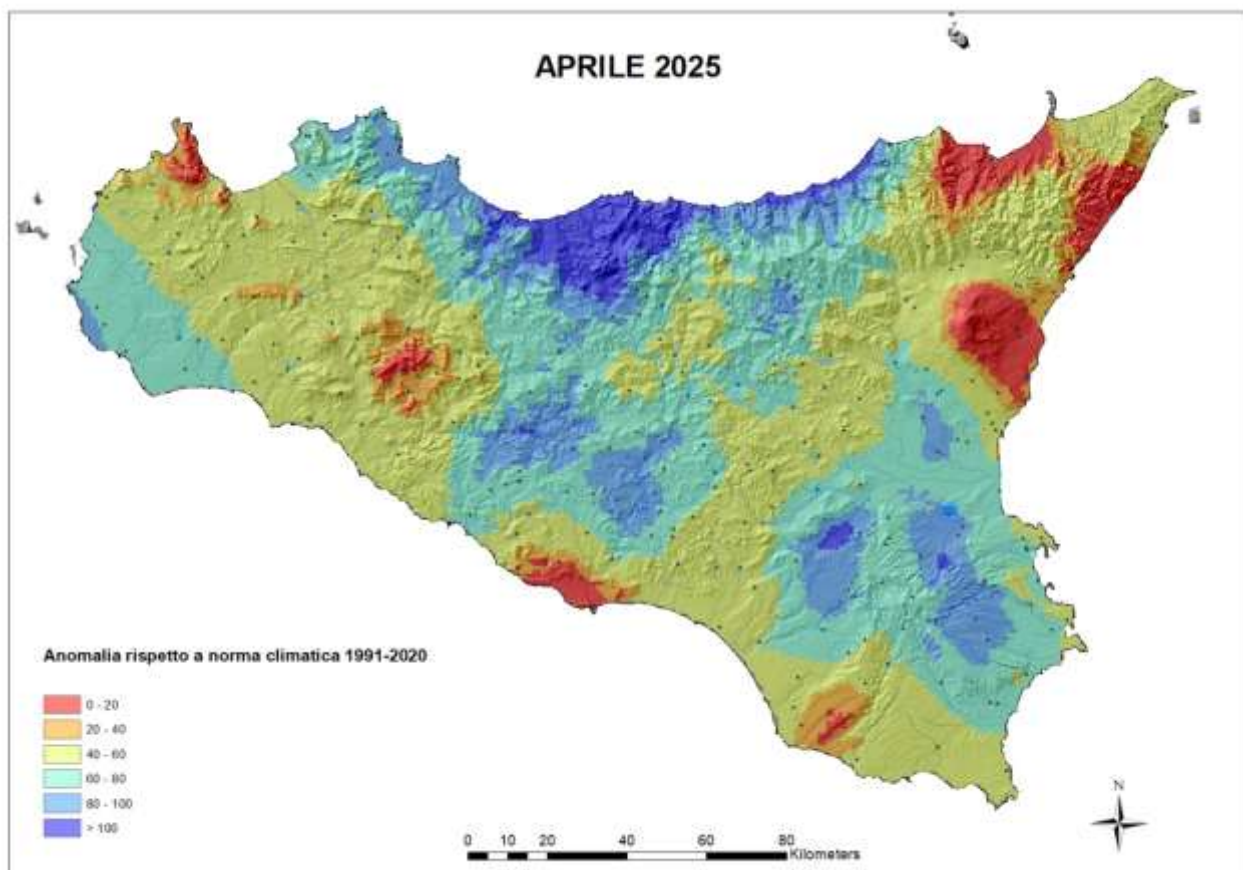 APRILE 2025
Anomalia rispetto a norma climatica 1991-2020
0 - 20
20 - 40
40 - 60
60 - 80
80 - 100
> 100
N
0 10 20 40 60 80
Kilometers